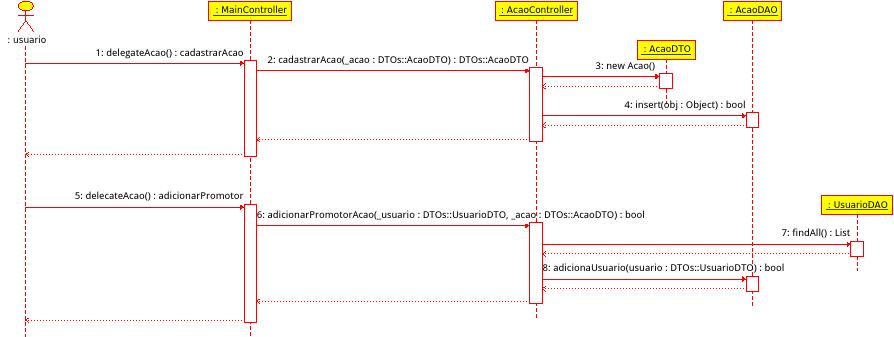 : MainController
: AcaoController
: AcaoDAO
: usuario
: AcaoDTO
1: delegateAcao() : cadastrarAcao
2: cadastrarAcao(_acao : DTOs::AcaoDTO) : DTOs::AcaoDTO
3: new Acao()
4: insert(obj : Object) : bool
5: delecateAcao() : adicionarPromotor
: UsuarioDAO
6: adicionarPromotorAcao(_usuario : DTOs::UsuarioDTO, _acao : DTOs::AcaoDTO) : bool
7: findAll() : List
8: adicionaUsuario(usuario : DTOs::UsuarioDTO) : bool